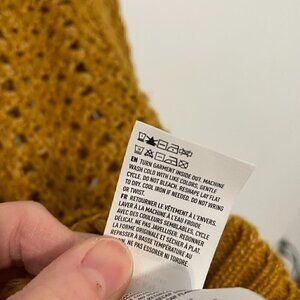 EN TURN GARMENT INSIDE OUT. MACHINE
WASH COLD WITH LIKE COLORS, GENTLE
CYCLE. DO NOT BLEACH. RESHAPE LAY FLAT
TO DRY. COOL IRON IF NEEDED. DO NOT WRING
OR TWIST.
FR RETOURNER LE VÊTEMENT À L'ENVERS.
LAVER À LA MACHINE À L'EAU FROIDE
AVEC DES COULEURS SEMBLABLES, CYCLE
DÉLICAT. NE PAS JAVELLISER. REDONNER
LA FORME ORIGINALE ET SÉCHER À PLAT.
REPASSER À BASSE TEMPÉRATURE AU
BESOIN. NE PAS ESSORER NI TORDRE.